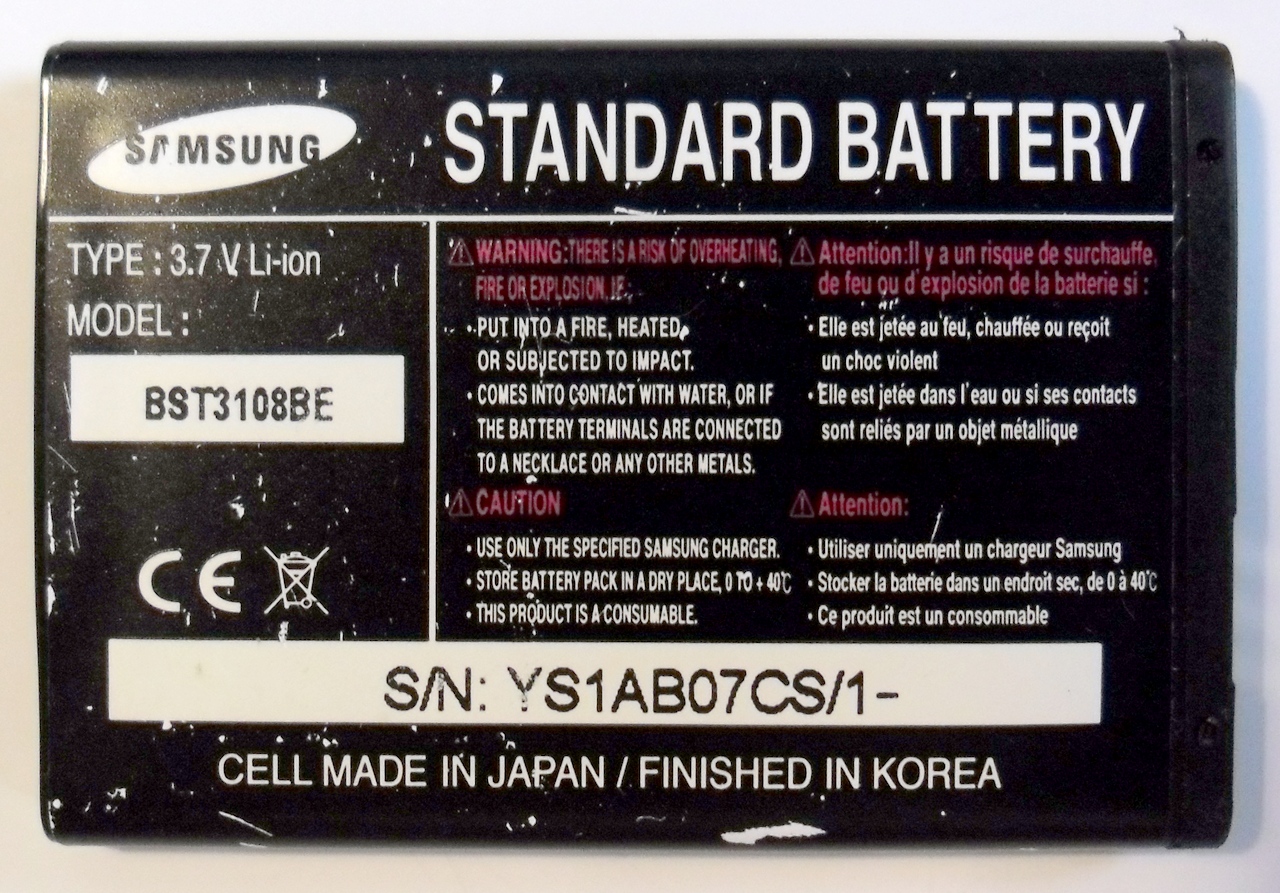 SAMSUNG
STANDARD BATTERY
TYPE : 3.7 V Li-ion
MODEL :
BST3108BE
CE
⚠ WARNING:THERE IS A RISK OF OVERHEATING,
FIRE OR EXPLOSION, IF:
· PUT INTO A FIRE, HEATED,
OR SUBJECTED TO IMPACT.
· COMES INTO CONTACT WITH WATER, OR IF
THE BATTERY TERMINALS ARE CONNECTED
TO A NECKLACE OR ANY OTHER METALS.
⚠ CAUTION
· USE ONLY THE SPECIFIED SAMSUNG CHARGER.
· STORE BATTERY PACK IN A DRY PLACE, 0 TO + 40℃
· THIS PRODUCT IS A CONSUMABLE.
⚠ Attention:Il y a un risque de surchauffe,
de feu ou d'explosion de la batterie si :
· Elle est jetée au feu, chauffée ou reçoit
un choc violent
· Elle est jetée dans l'eau ou si ses contacts
sont reliés par un objet métallique
⚠ Attention:
· Utiliser uniquement un chargeur Samsung
· Stocker la batterie dans un endroit sec, de 0 à 40℃
· Ce produit est un consommable
S/N: YS1AB07CS/1-
CELL MADE IN JAPAN / FINISHED IN KOREA